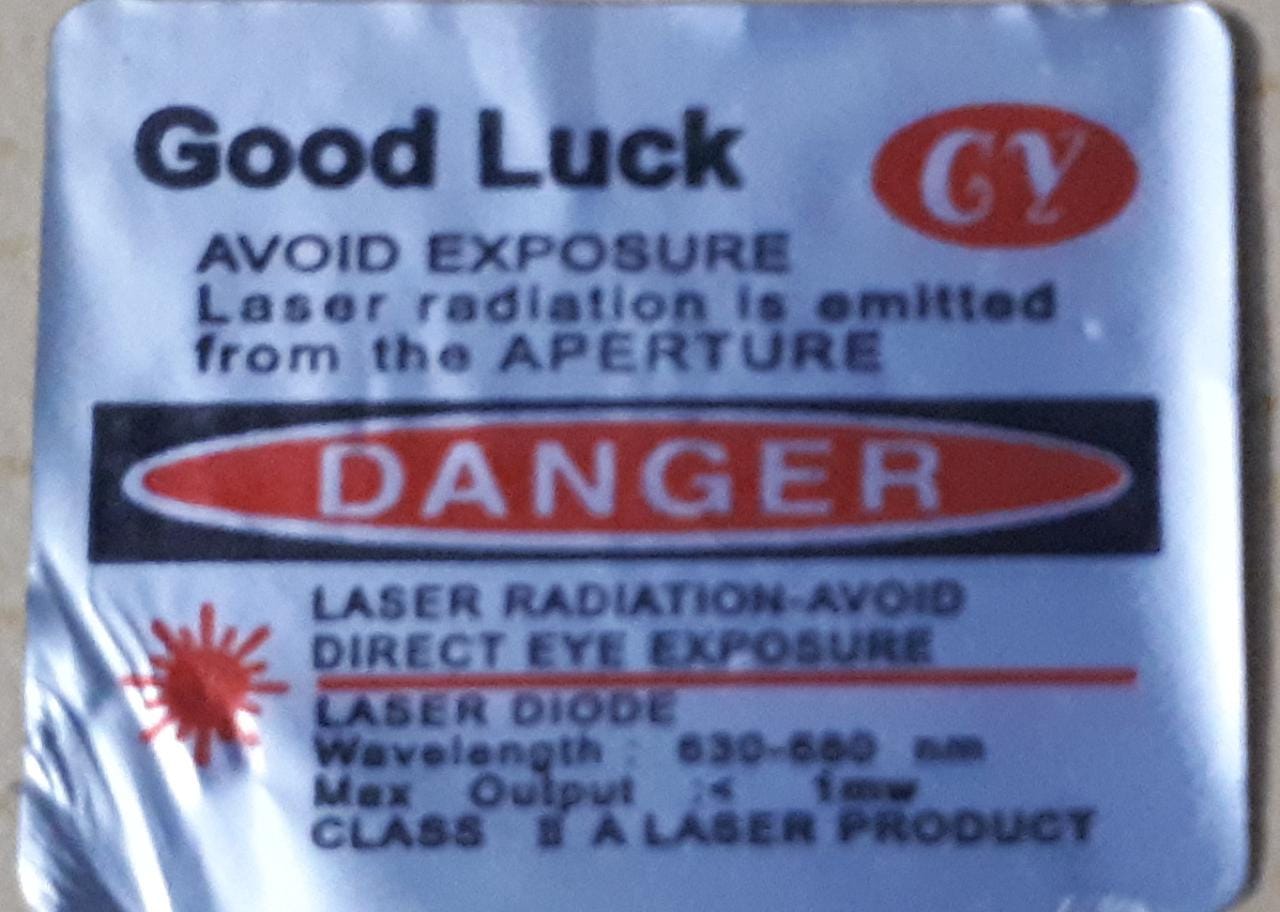 Good Luck
GY
AVOID EXPOSURE
Laser radiation is emitted
from the APERTURE
DANGER
LASER RADIATION-AVOID
DIRECT EYE EXPOSURE
LASER DIODE
Wavelength : 630-680 nm
Max Output :< 1mw
CLASS II A LASER PRODUCT